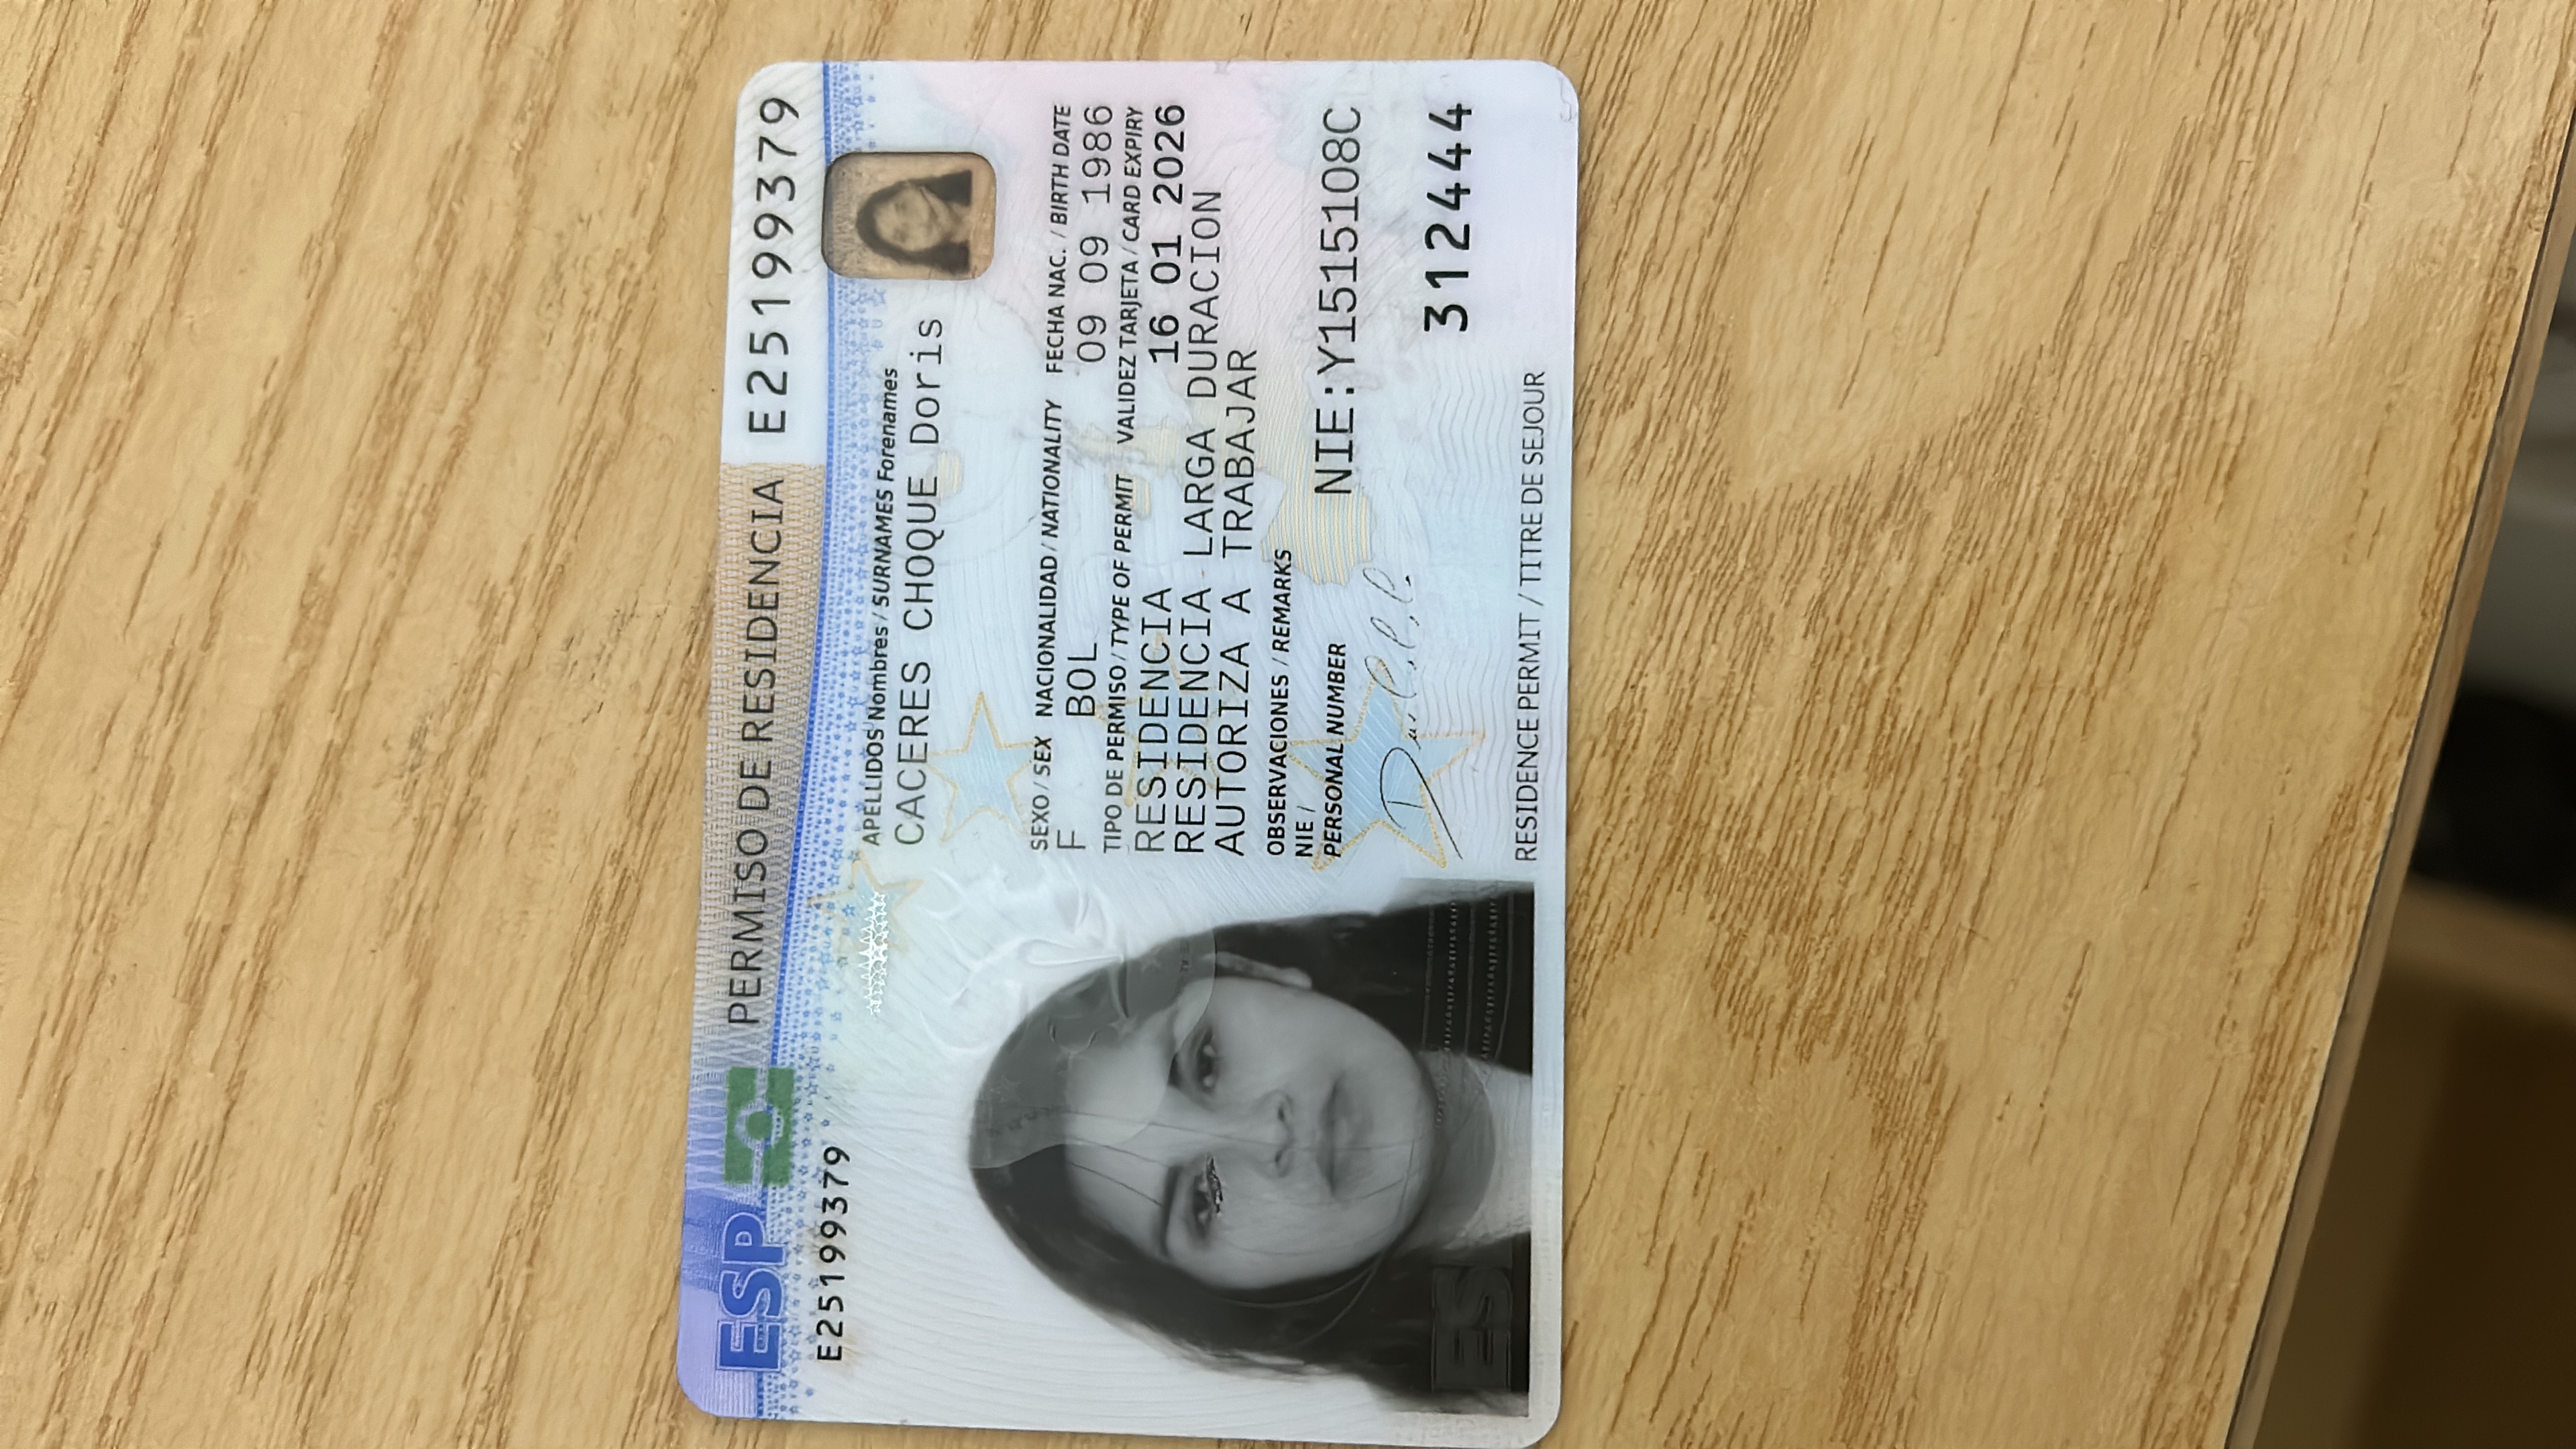 ESP PERMISO DE RESIDENCIA E25199379
E25199379
APELLIDOS Nombres / SURNAMES Forenames
CACERES CHOQUE Doris
SEXO / SEX NACIONALIDAD / NATIONALITY FECHA NAC. / BIRTH DATE
F BOL 09 09 1986
TIPO DE PERMISO / TYPE OF PERMIT VALIDEZ TARJETA / CARD EXPIRY
RESIDENCIA 16 01 2026
RESIDENCIA LARGA DURACION
AUTORIZA A TRABAJAR
OBSERVACIONES / REMARKS
NIE /
PERSONAL NUMBER NIE:Y1515108C
312444
RESIDENCE PERMIT / TITRE DE SEJOUR